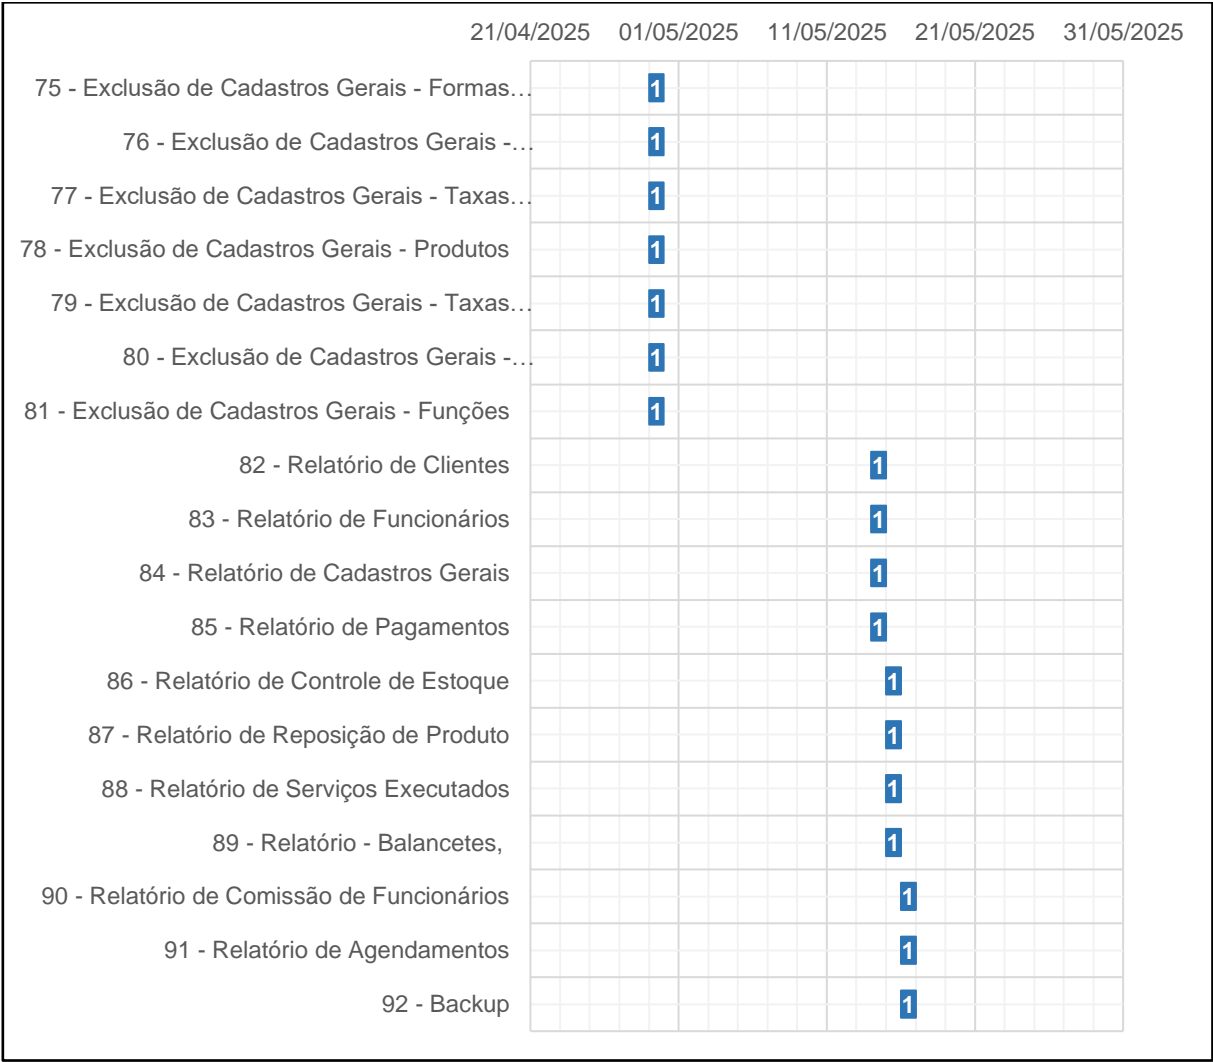 21/04/2025 01/05/2025 11/05/2025 21/05/2025 31/05/2025
75 - Exclusão de Cadastros Gerais - Formas… 1
76 - Exclusão de Cadastros Gerais -… 1
77 - Exclusão de Cadastros Gerais - Taxas… 1
78 - Exclusão de Cadastros Gerais - Produtos 1
79 - Exclusão de Cadastros Gerais - Taxas… 1
80 - Exclusão de Cadastros Gerais -… 1
81 - Exclusão de Cadastros Gerais - Funções 1
82 - Relatório de Clientes 1
83 - Relatório de Funcionários 1
84 - Relatório de Cadastros Gerais 1
85 - Relatório de Pagamentos 1
86 - Relatório de Controle de Estoque 1
87 - Relatório de Reposição de Produto 1
88 - Relatório de Serviços Executados 1
89 - Relatório - Balancetes, 1
90 - Relatório de Comissão de Funcionários 1
91 - Relatório de Agendamentos 1
92 - Backup 1